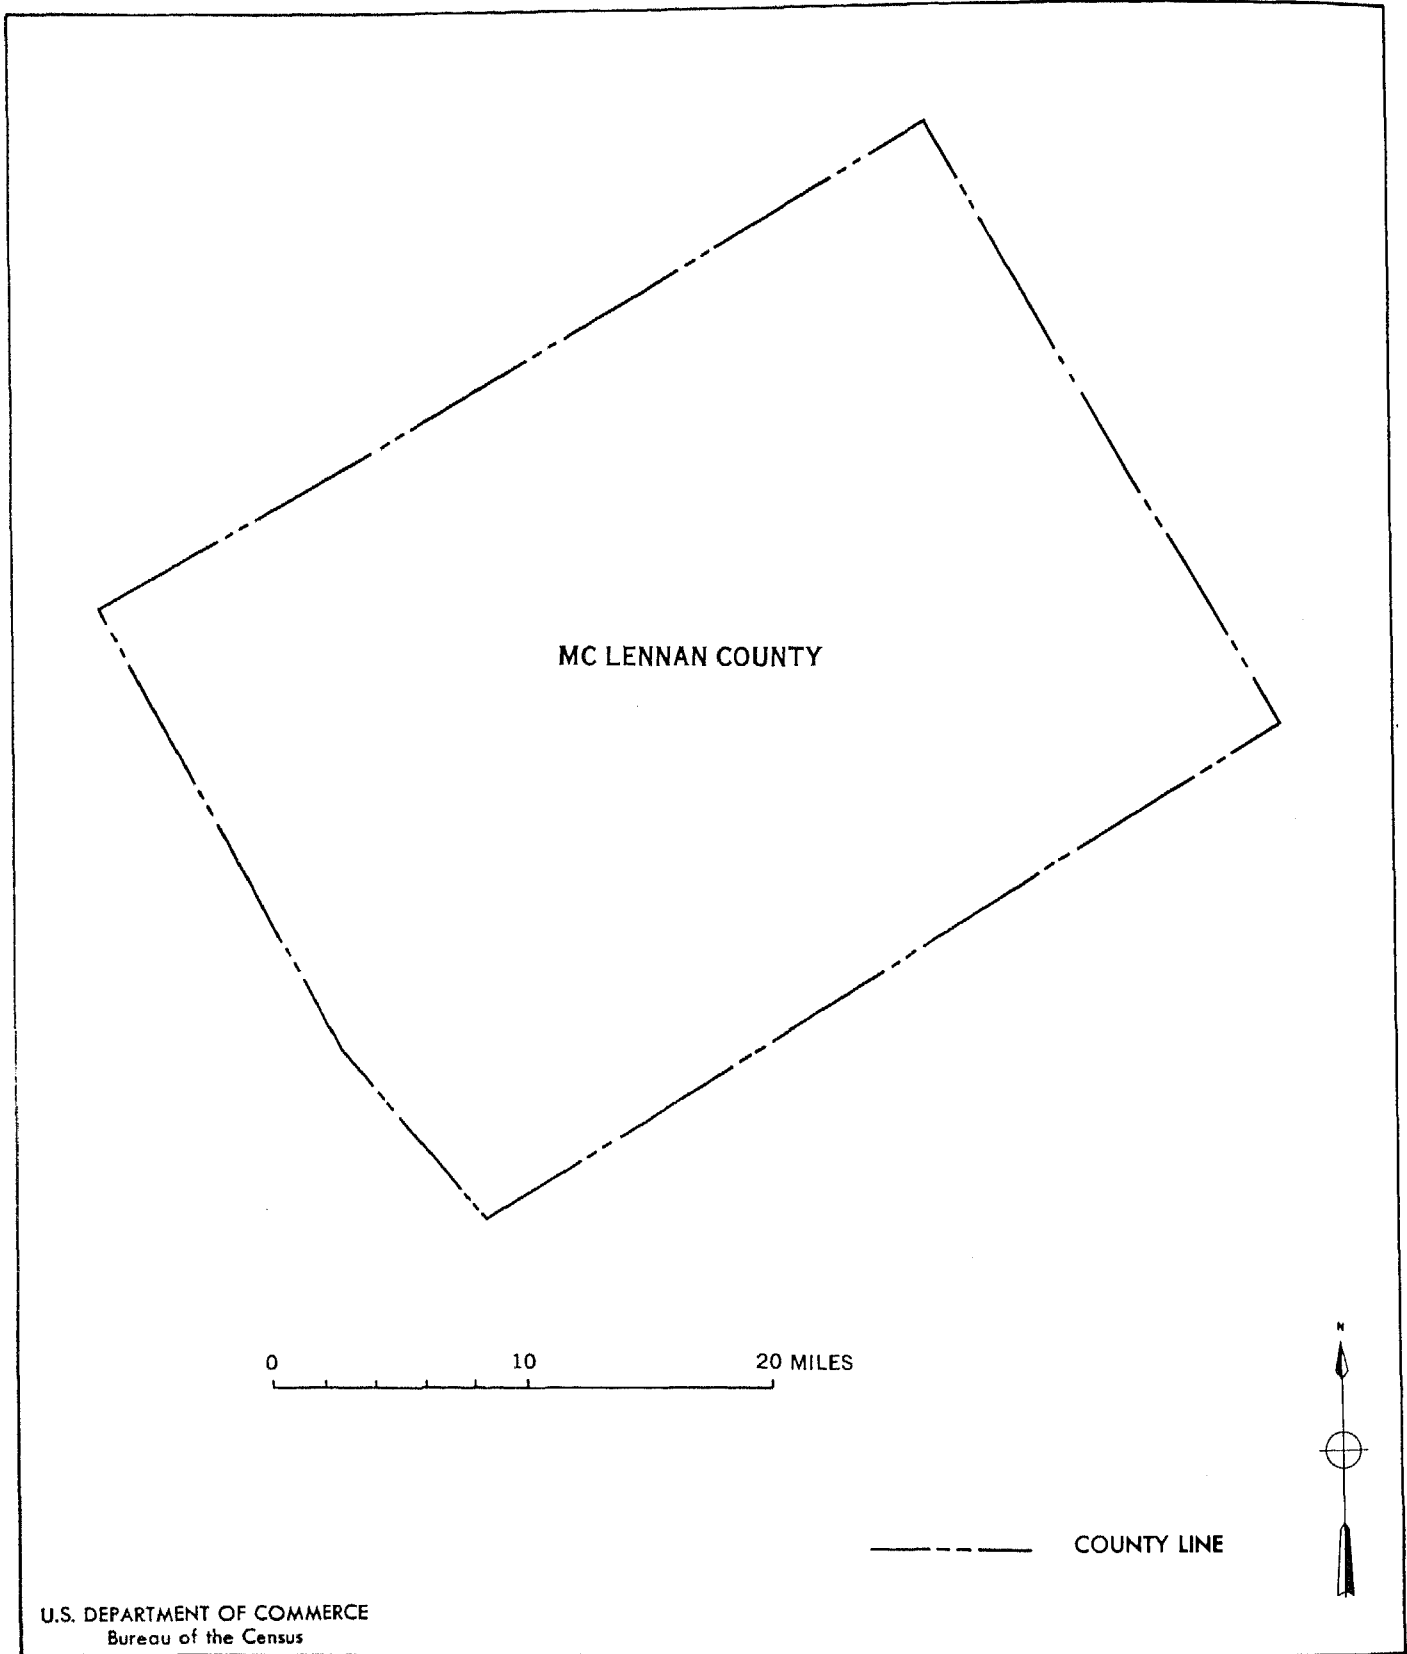 MC LENNAN COUNTY
0 10 20 MILES
N
COUNTY LINE
U.S. DEPARTMENT OF COMMERCE
Bureau of the Census